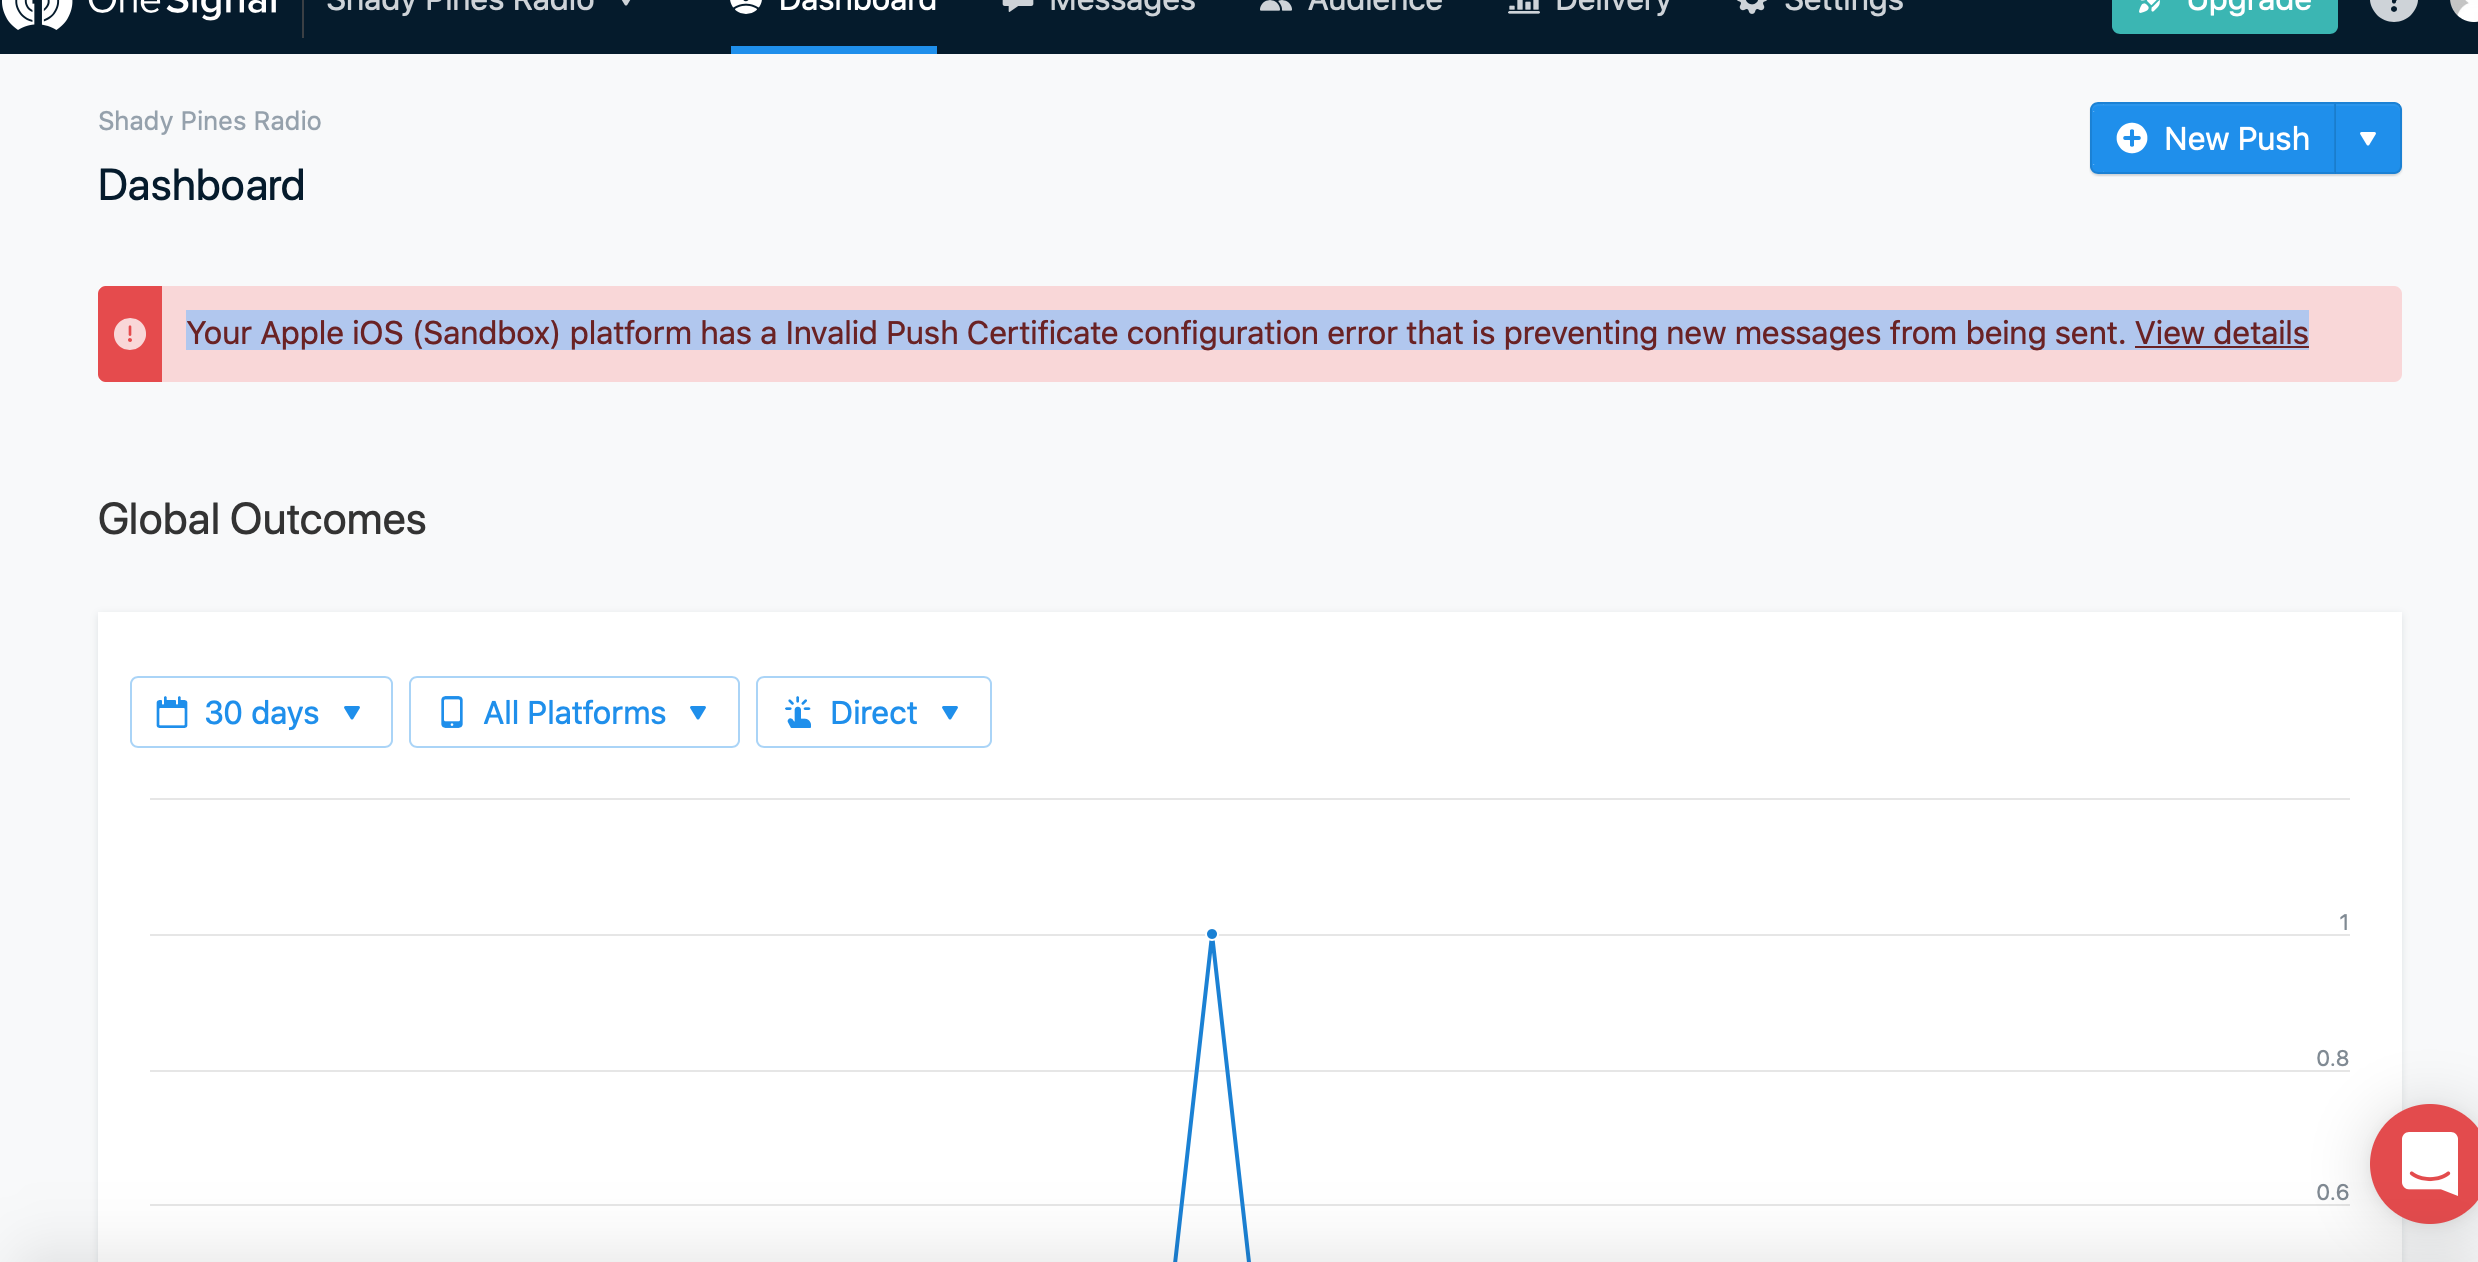 OneSignal Shady Pines Radio Dashboard Messages Audience Delivery Settings Upgrade
Shady Pines Radio
New Push
Dashboard
Your Apple iOS (Sandbox) platform has a Invalid Push Certificate configuration error that is preventing new messages from being sent. View details
Global Outcomes
30 days All Platforms Direct
1
0.8
0.6